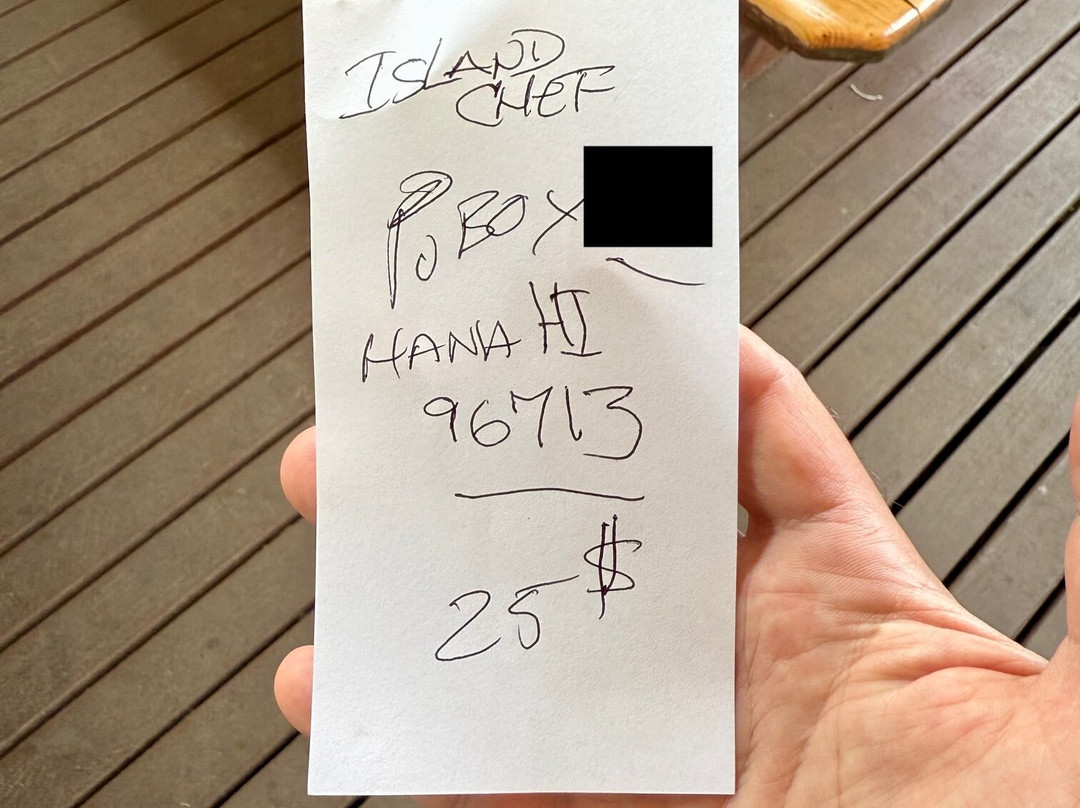 ISLAND
CHEF
PO BOX
HANA HI
96713
25$